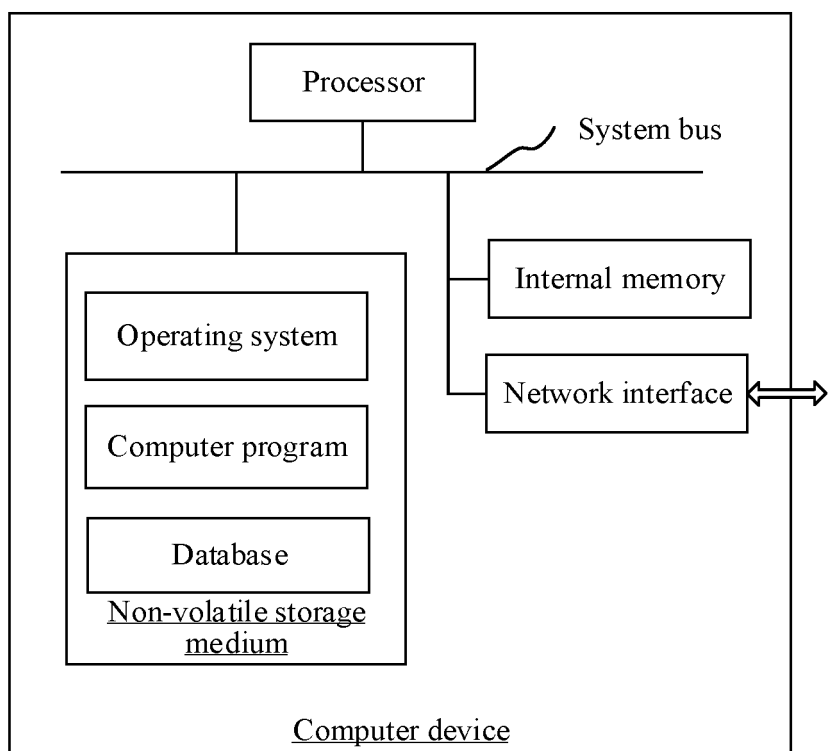 Processor
System bus
Internal memory
Operating system
Network interface
Computer program
Database
Non-volatile storage
medium
Computer device